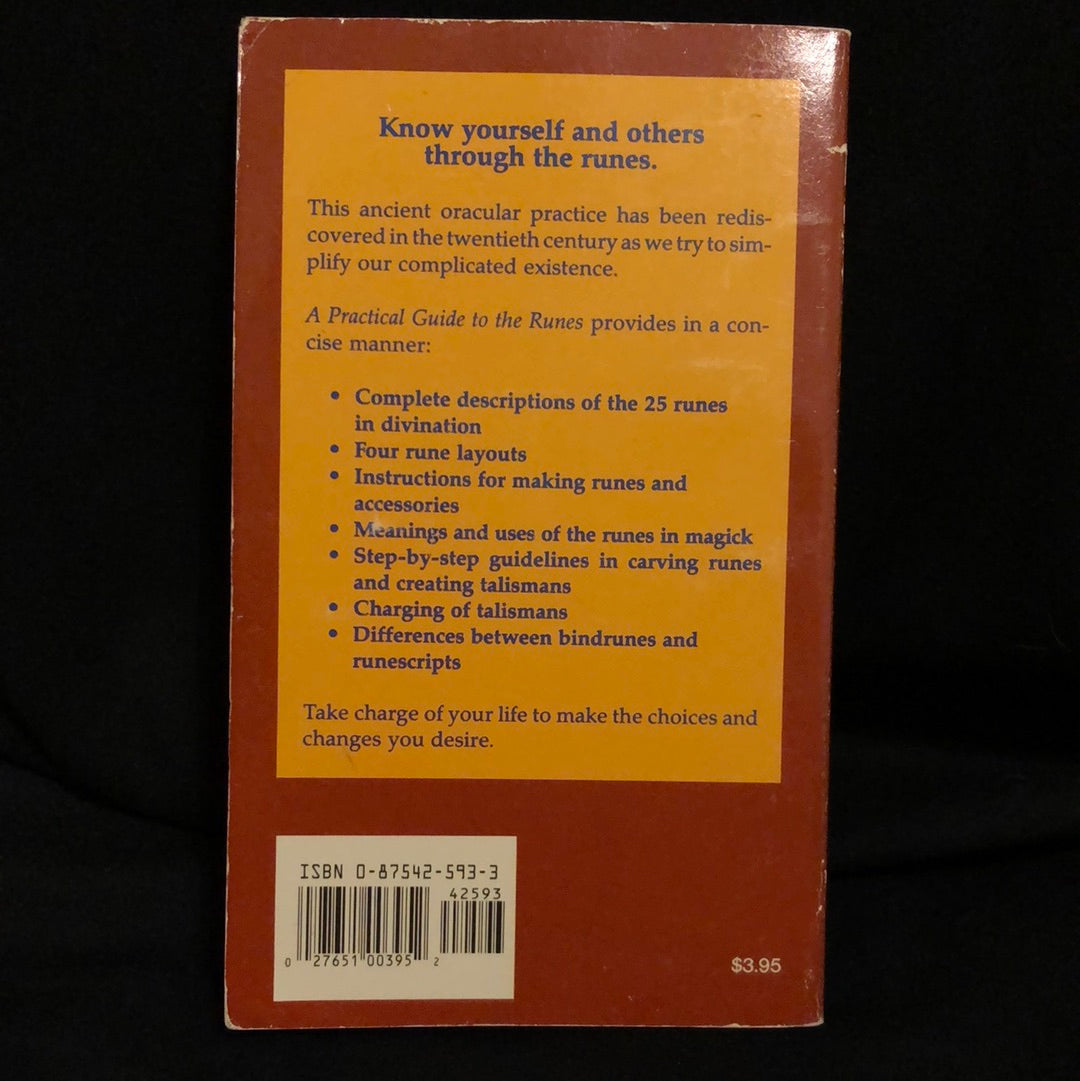 Know yourself and others
through the runes.
This ancient oracular practice has been redis-
covered in the twentieth century as we try to sim-
plify our complicated existence.
A Practical Guide to the Runes provides in a con-
cise manner:
• Complete descriptions of the 25 runes
in divination
• Four rune layouts
• Instructions for making runes and
accessories
• Meanings and uses of the runes in magick
• Step-by-step guidelines in carving runes
and creating talismans
• Charging of talismans
• Differences between bindrunes and
runescripts
Take charge of your life to make the choices and
changes you desire.
ISBN 0-87542-593-3
42593
0 27651 00395 2
$3.95